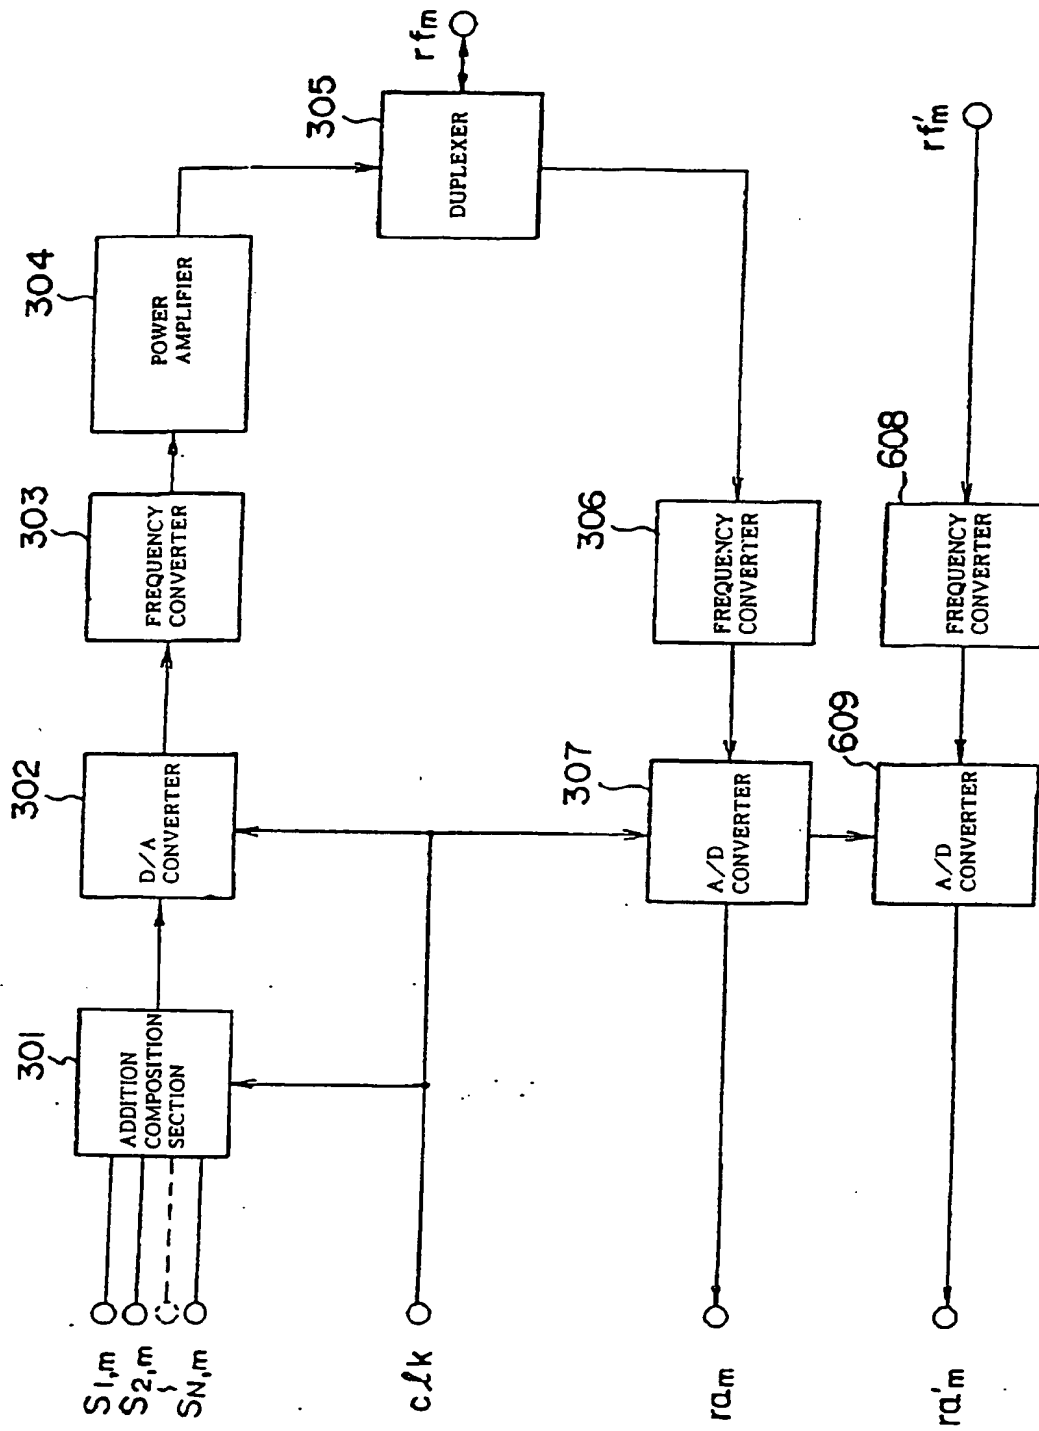 S1,m
S2,m
SN,m
301
ADDITION
COMPOSITION
SECTION
302
D/A
CONVERTER
303
FREQUENCY
CONVERTER
304
POWER
AMPLIFIER
305
DUPLEXER
rfm
clk
ram
307
A/D
CONVERTER
306
FREQUENCY
CONVERTER
ra'm
609
A/D
CONVERTER
608
FREQUENCY
CONVERTER
rf'm